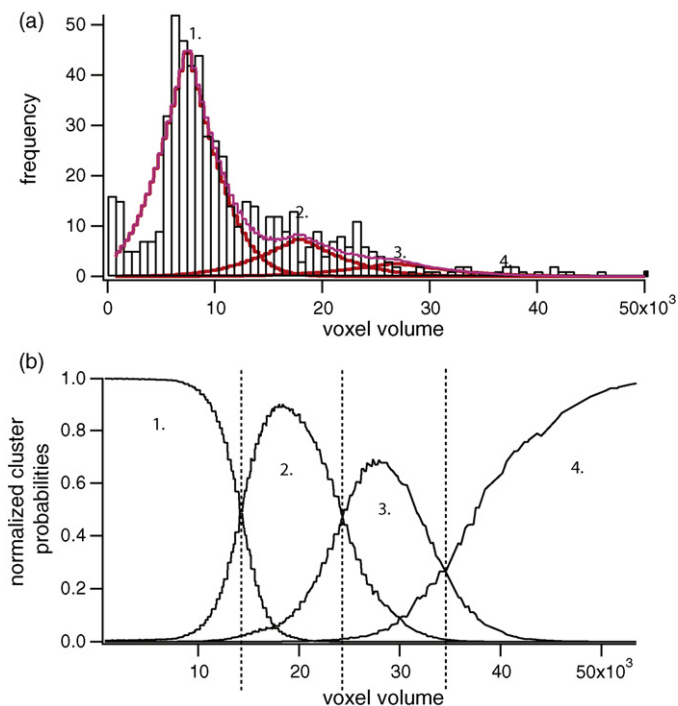 (a)
50
40
30
20
10
0
frequency
1.
2.
3.
4.
0 10 20 30 40 50x10³
voxel volume
(b)
1.0
0.8
0.6
0.4
0.2
0.0
normalized cluster
probabilities
1.
2.
3.
4.
10 20 30 40 50x10³
voxel volume